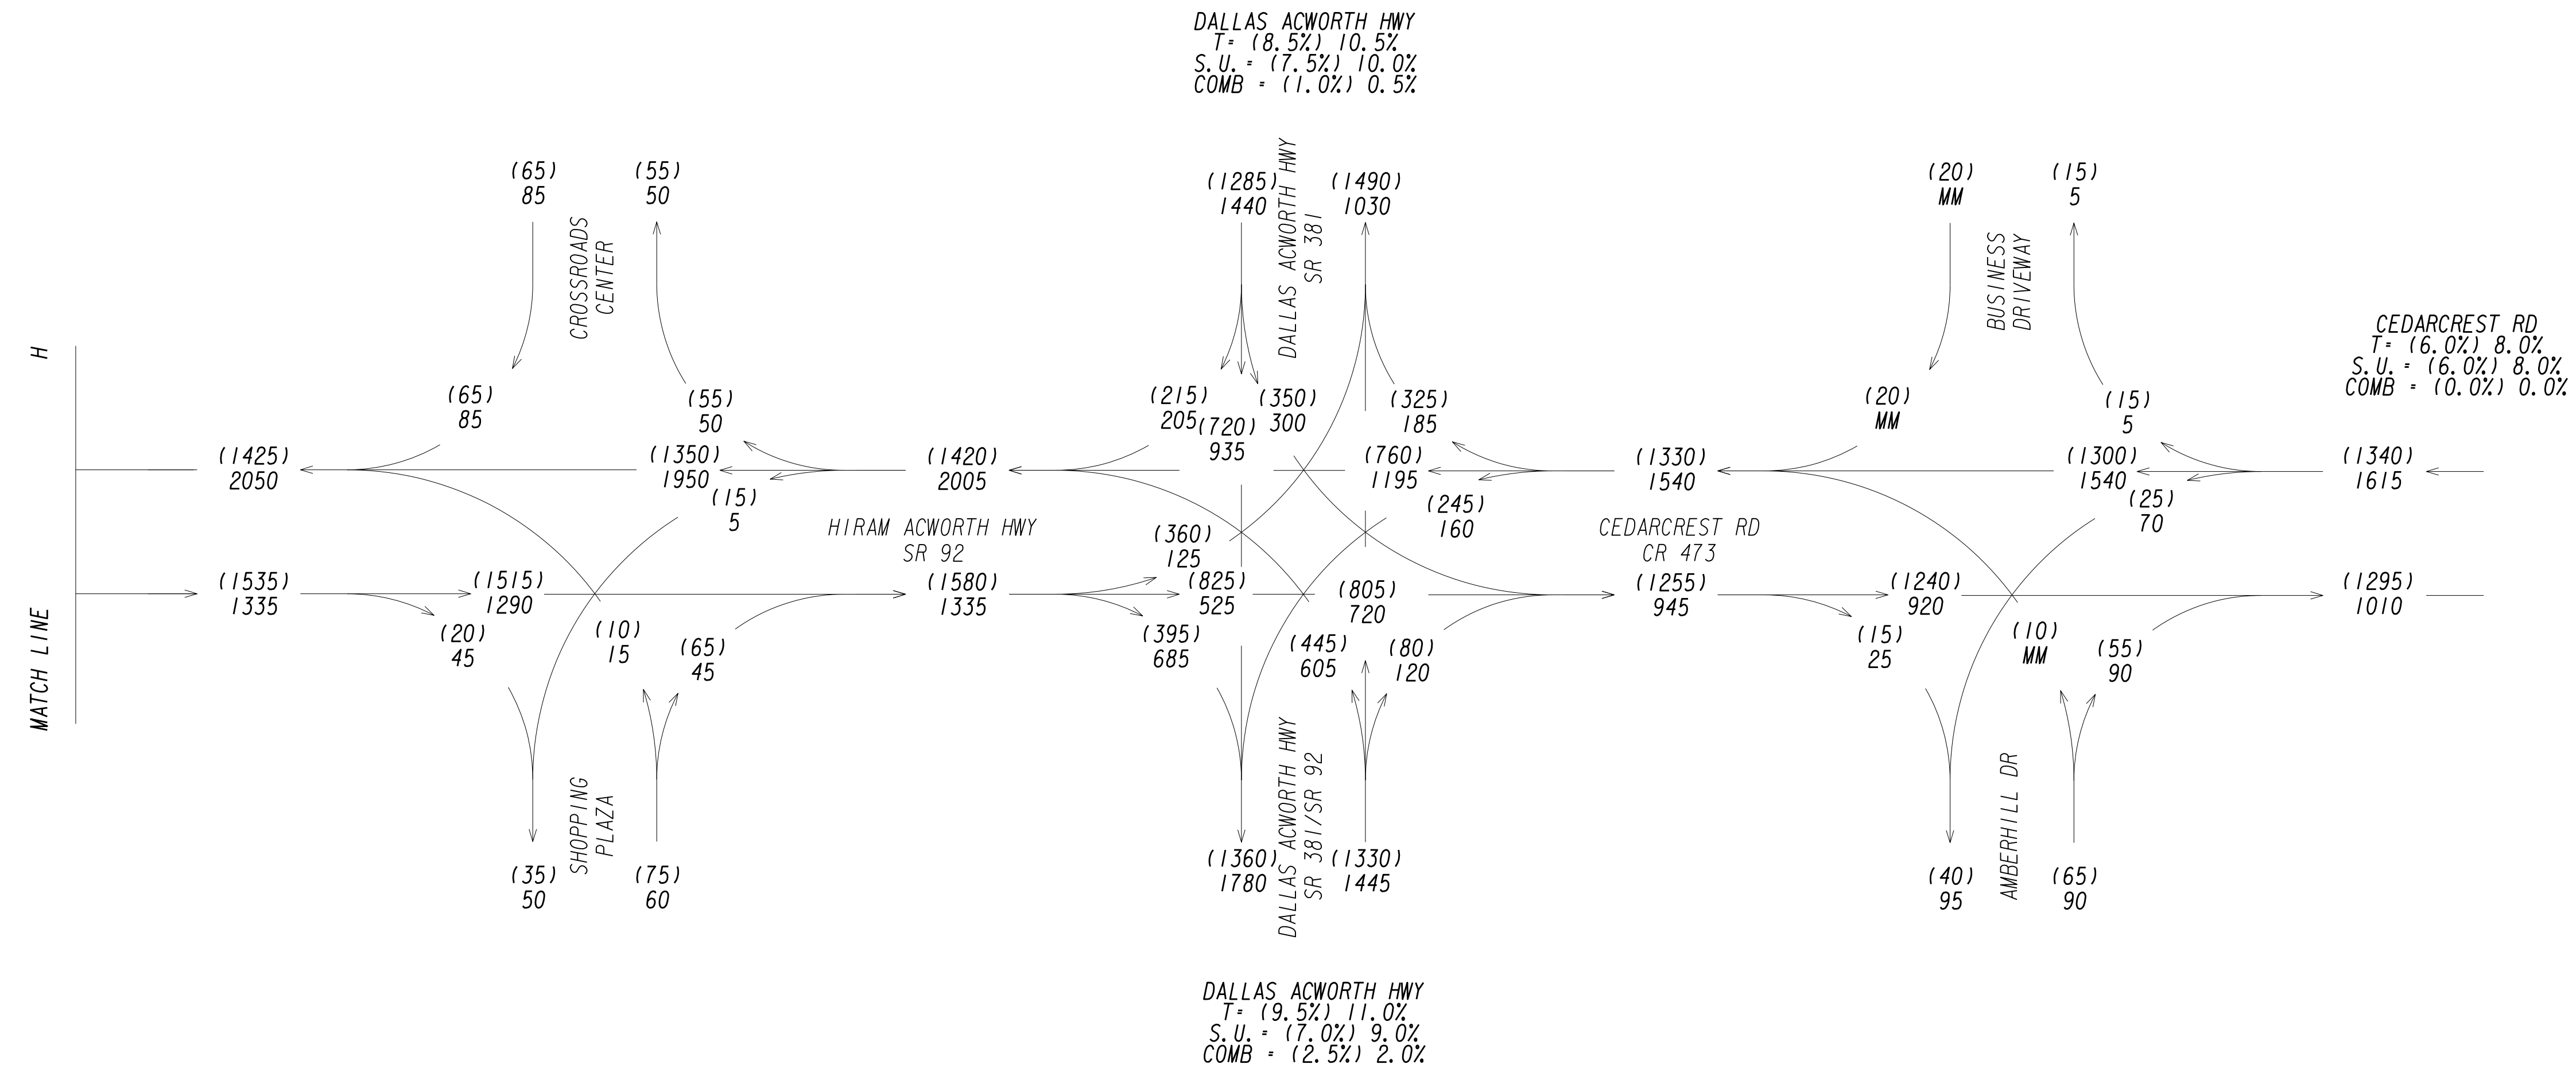 DALLAS ACWORTH HWY
T= (8.5%) 10.5%
S.U.= (7.5%) 10.0%
COMB = (1.0%) 0.5%
(65)
85
(55)
50
CROSSROADS
CENTER
(1285)
1440
(1490)
1030
DALLAS ACWORTH HWY
SR 381
(20)
MM
(15)
5
BUSINESS
DRIVEWAY
CEDARCREST RD
T= (6.0%) 8.0%
S.U.= (6.0%) 8.0%
COMB = (0.0%) 0.0%
H
MATCH LINE
(65)
85
(55)
50
(215)
205
(720)
935
(350)
300
(325)
185
(20)
MM
(15)
5
(1425)
2050
(1350)
1950
(15)
5
(1420)
2005
(760)
1195
(245)
160
(1330)
1540
(1300)
1540
(25)
70
(1340)
1615
HIRAM ACWORTH HWY
SR 92
CEDARCREST RD
CR 473
(1535)
1335
(1515)
1290
(20)
45
(10)
15
(65)
45
(1580)
1335
(360)
125
(825)
525
(395)
685
(805)
720
(445)
605
(80)
120
(1255)
945
(1240)
920
(15)
25
(10)
MM
(55)
90
(1295)
1010
SHOPPING
PLAZA
(35)
50
(75)
60
DALLAS ACWORTH HWY
SR 381/SR 92
(1360)
1780
(1330)
1445
AMBERHILL DR
(40)
95
(65)
90
DALLAS ACWORTH HWY
T= (9.5%) 11.0%
S.U.= (7.0%) 9.0%
COMB = (2.5%) 2.0%